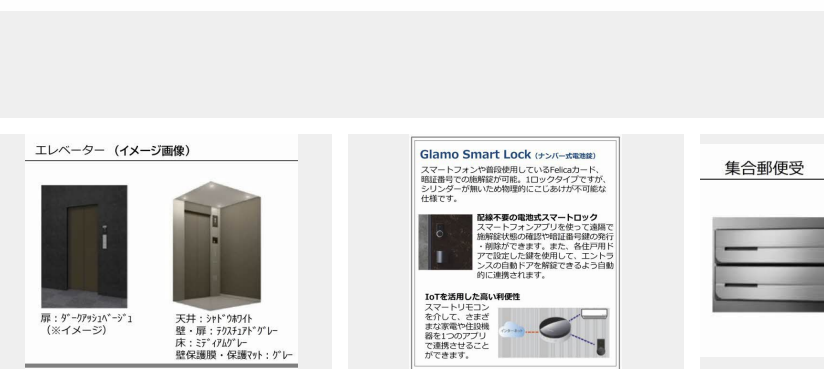 エレベーター（イメージ画像）
扉：ﾀﾞｰｸｱｯｼｭﾍﾞｰｼﾞｭ1
（※イメージ）
天井：ｼｬﾄﾞｳﾎﾜｲﾄ
壁・扉：ﾃｸｽﾁｭｱﾄﾞｸﾞﾚｰ
床：ﾐﾃﾞｨｱﾑｸﾞﾚｰ
壁保護膜・保護ﾏｯﾄ：ｸﾞﾚｰ
Glamo Smart Lock（ナンバー式電池錠）
スマートフォンや普段使用しているFelicaカード、
暗証番号での施解錠が可能。1ロックタイプですが、
シリンダーが無いため物理的にこじあけが不可能な
仕様です。
配線不要の電池式スマートロック
スマートフォンアプリを使って遠隔で
施解錠状態の確認や暗証番号鍵の発行
・削除ができます。また、各住戸用ド
アで設定した鍵を使用して、エントラ
ンスの自動ドアを解錠できるよう自動
的に連携されます。
IoTを活用した高い利便性
スマートリモコン
を介して、さまざ
まな家電や住設機
器を1つのアプリ
で連携させること
ができます。
インターネット
集合郵便受